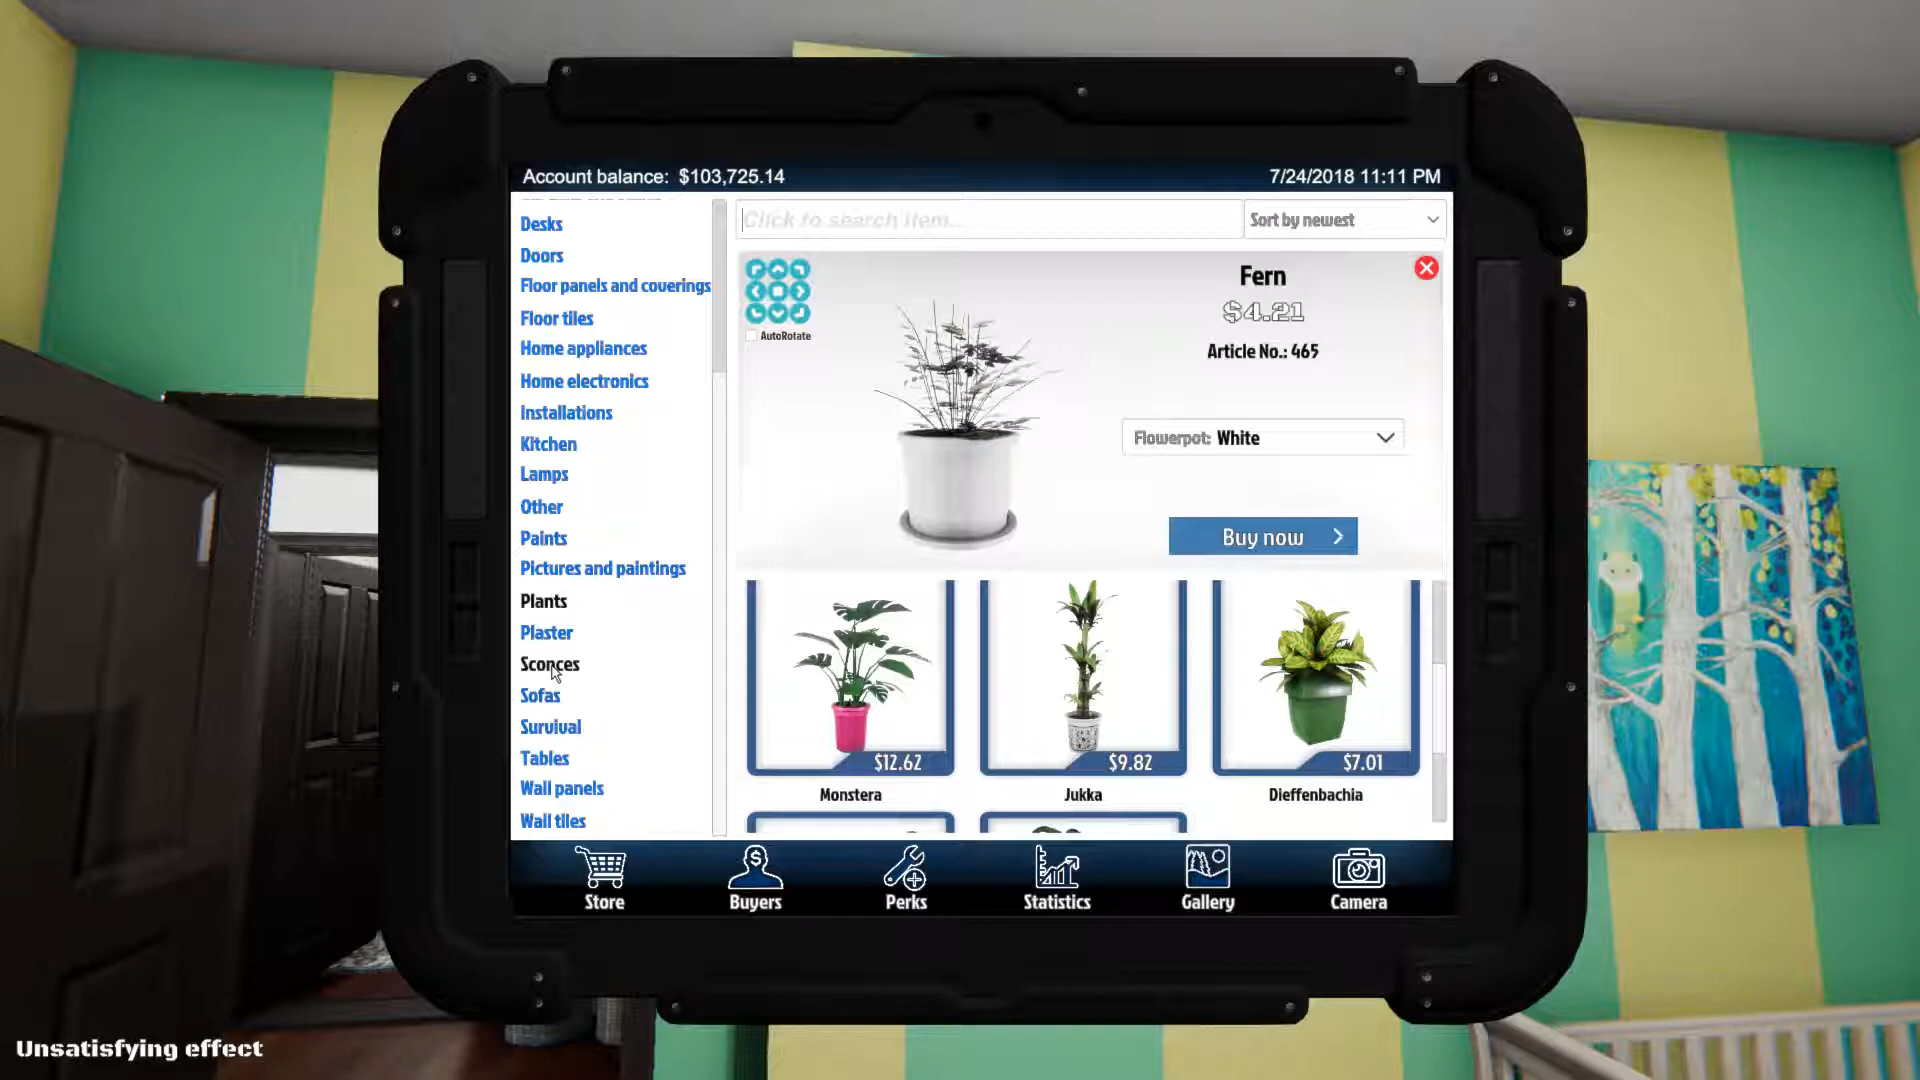 Account balance: $103,725.14
7/24/2018 11:11 PM
Desks
Doors
Floor panels and coverings
Floor tiles
Home appliances
Home electronics
Installations
Kitchen
Lamps
Other
Paints
Pictures and paintings
Plants
Plaster
Sconces
Sofas
Survival
Tables
Wall panels
Wall tiles
Click to search item...
Sort by newest
AutoRotate
Fern
$4.21
Article No.: 465
Flowerpot: White
Buy now
$12.62
$9.82
$7.01
Monstera
Jukka
Dieffenbachia
Store
Buyers
Perks
Statistics
Gallery
Camera
Unsatisfying effect